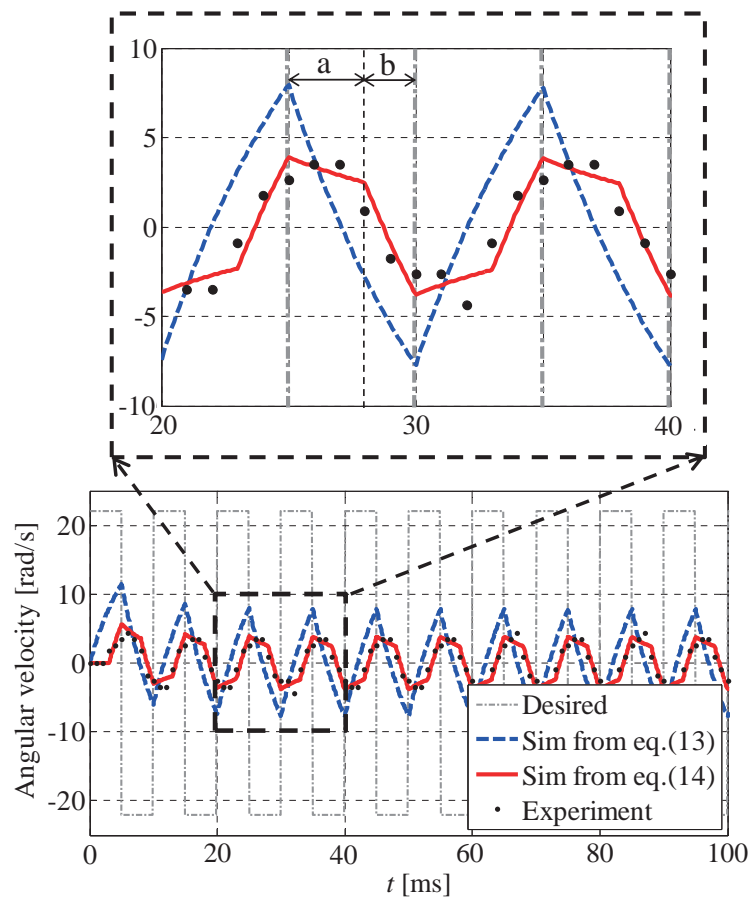 10
a b
5
0
-5
-10
20 30 40
Angular velocity [rad/s]
20
10
0
-10
-20
Desired
Sim from eq.(13)
Sim from eq.(14)
Experiment
0 20 40 60 80 100
t [ms]